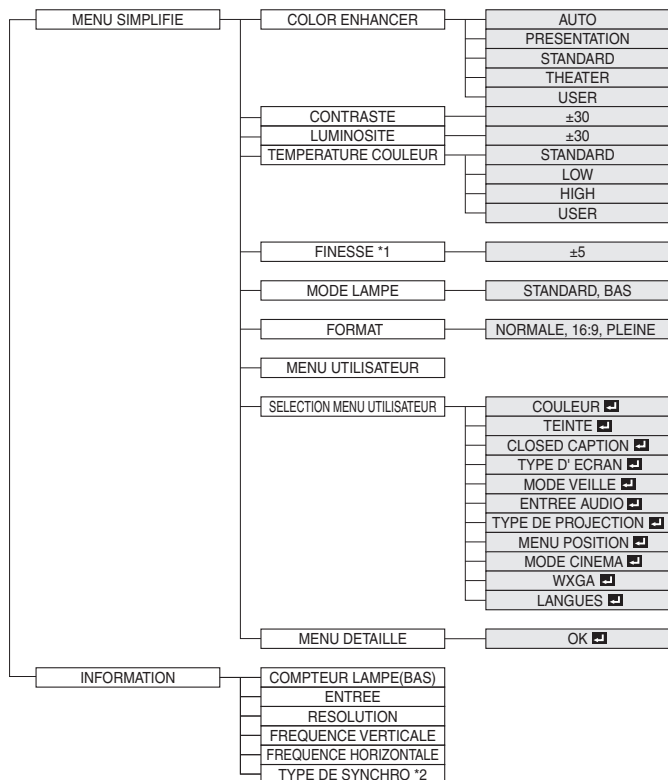 MENU SIMPLIFIE
COLOR ENHANCER
AUTO
PRESENTATION
STANDARD
THEATER
USER
CONTRASTE
±30
LUMINOSITE
±30
TEMPERATURE COULEUR
STANDARD
LOW
HIGH
USER
FINESSE *1
±5
MODE LAMPE
STANDARD, BAS
FORMAT
NORMALE, 16:9, PLEINE
MENU UTILISATEUR
SELECTION MENU UTILISATEUR
COULEUR
TEINTE
CLOSED CAPTION
TYPE D' ECRAN
MODE VEILLE
ENTREE AUDIO
TYPE DE PROJECTION
MENU POSITION
MODE CINEMA
WXGA
LANGUES
MENU DETAILLE
OK
INFORMATION
COMPTEUR LAMPE(BAS)
ENTREE
RESOLUTION
FREQUENCE VERTICALE
FREQUENCE HORIZONTALE
TYPE DE SYNCHRO *2